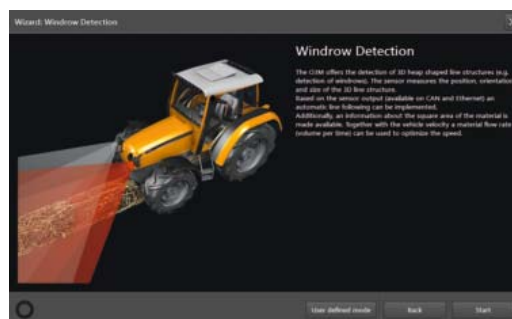 Wizard: Windrow Detection
Windrow Detection
The O3M offers the detection of 3D heap shaped line structures (e.g.
detection of windrows). The sensor measures the position, orientation
and size of the 3D line structure.
Based on the sensor output (available on CAN and Ethernet) an
automatic line following can be implemented.
Additionally, an information about the square area of the material is
made available. Together with the vehicle velocity a material flow rate
(volume per time) can be used to optimize the speed.
User defined mode
Back
Start